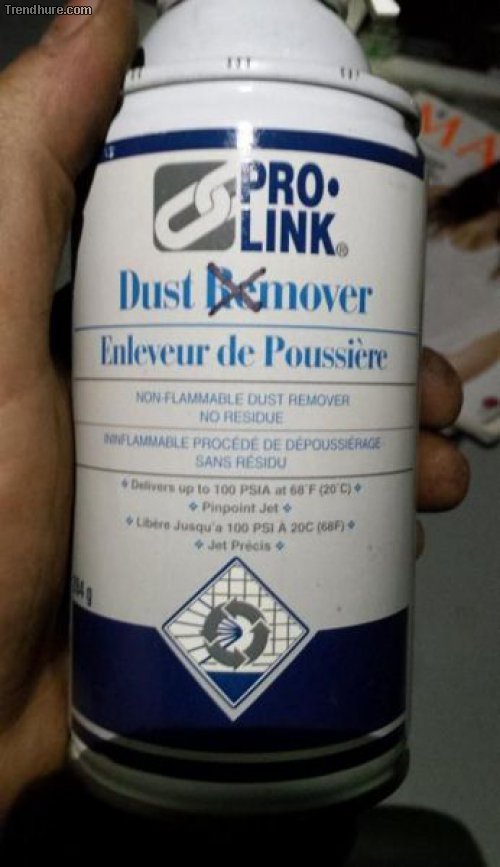 Trendhure.com
PRO•
LINK®
Dust Remover
Enleveur de Poussière
NON-FLAMMABLE DUST REMOVER
NO RESIDUE
ININFLAMMABLE PROCÉDÉ DE DÉPOUSSIÉRAGE
SANS RÉSIDU
Delivers up to 100 PSIA at 68°F (20°C)
Pinpoint Jet
Libère Jusqu'a 100 PSI À 20C (68F)
Jet Précis
MA